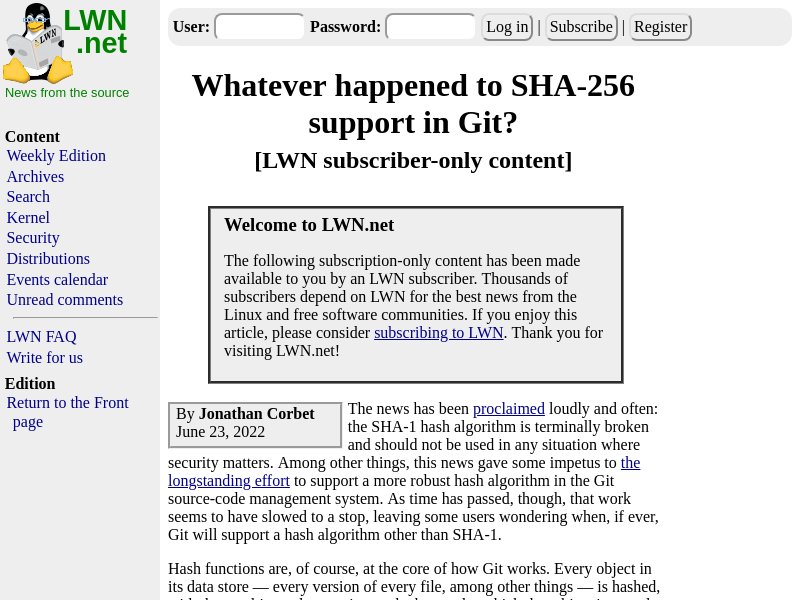 LWN
.net
News from the source
Content
Weekly Edition
Archives
Search
Kernel
Security
Distributions
Events calendar
Unread comments
LWN FAQ
Write for us
Edition
Return to the Front
page
User: Password: Log in | Subscribe | Register
Whatever happened to SHA-256
support in Git?
[LWN subscriber-only content]
Welcome to LWN.net
The following subscription-only content has been made
available to you by an LWN subscriber. Thousands of
subscribers depend on LWN for the best news from the
Linux and free software communities. If you enjoy this
article, please consider subscribing to LWN. Thank you for
visiting LWN.net!
By Jonathan Corbet
June 23, 2022
The news has been proclaimed loudly and often:
the SHA-1 hash algorithm is terminally broken
and should not be used in any situation where
security matters. Among other things, this news gave some impetus to the
longstanding effort to support a more robust hash algorithm in the Git
source-code management system. As time has passed, though, that work
seems to have slowed to a stop, leaving some users wondering when, if ever,
Git will support a hash algorithm other than SHA-1.
Hash functions are, of course, at the core of how Git works. Every object in
its data store — every version of every file, among other things — is hashed,